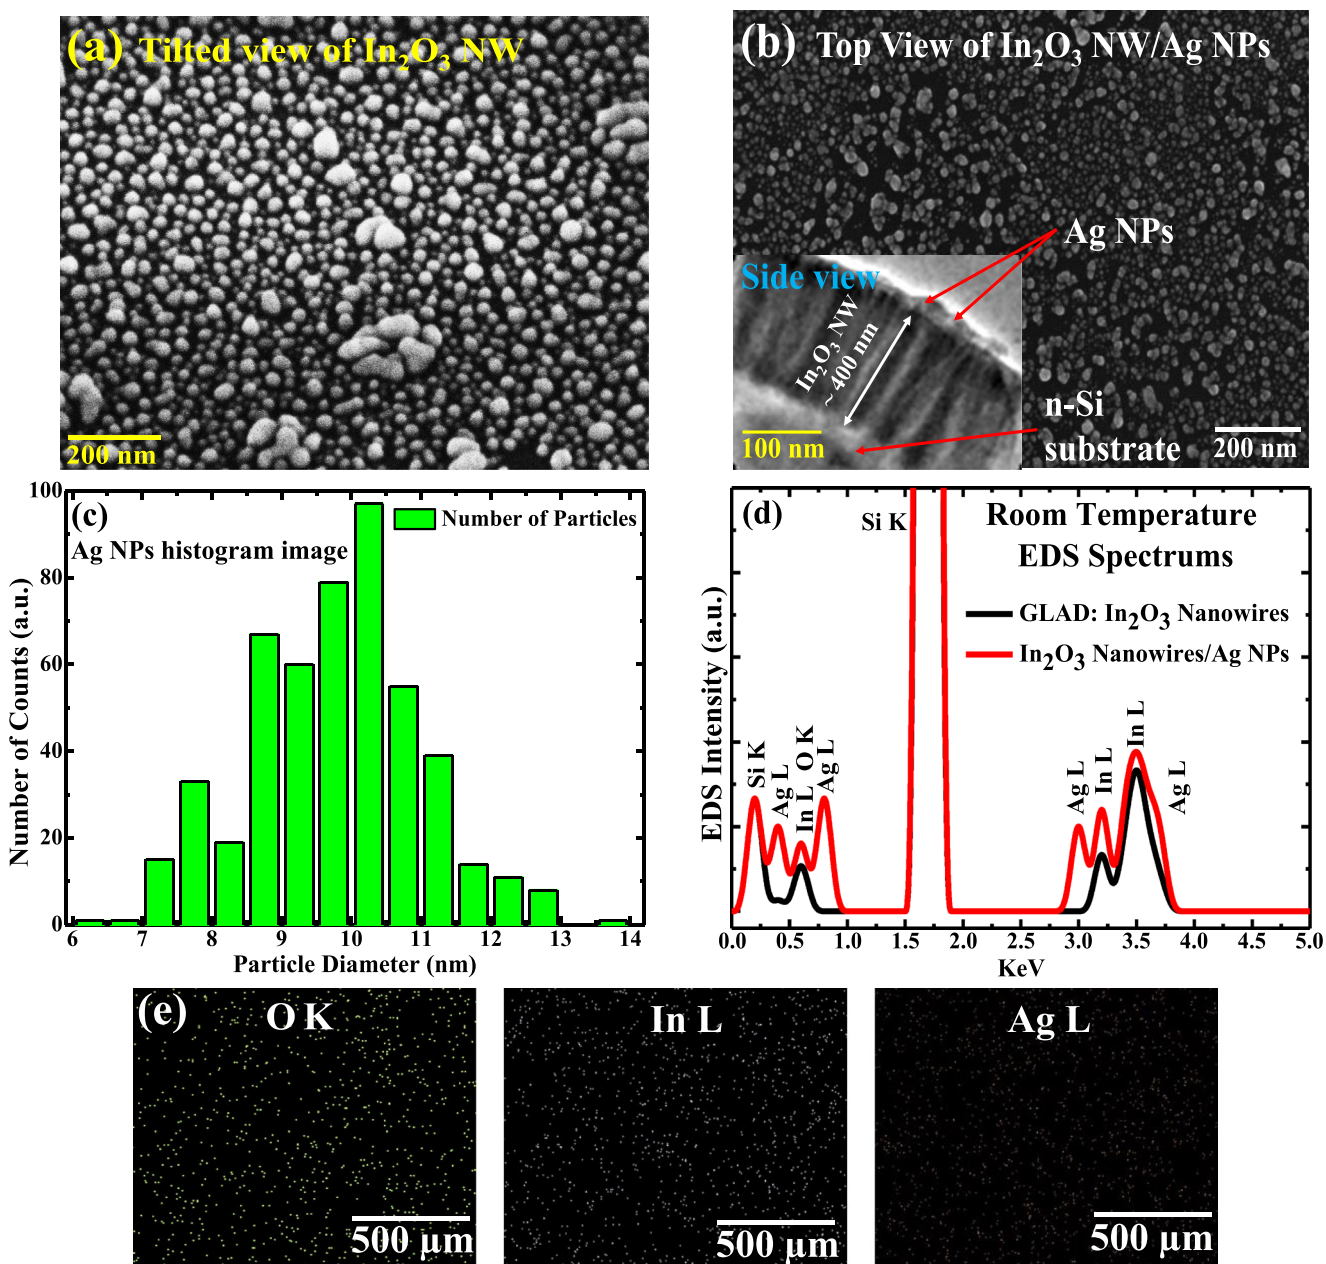 (a) Tilted view of In₂O₃ NW
200 nm
(b) Top View of In₂O₃ NW/Ag NPs
Ag NPs
Side view
In₂O₃ NW
~ 400 nm
n-Si
substrate
100 nm
200 nm
(c)
Number of Particles
Ag NPs histogram image
Number of Counts (a.u.)
100
80
60
40
20
0
6 7 8 9 10 11 12 13 14
Particle Diameter (nm)
(d)
Si K
Room Temperature
EDS Spectrums
GLAD: In₂O₃ Nanowires
In₂O₃ Nanowires/Ag NPs
EDS Intensity (a.u.)
Si K
Ag L
In L O K
Ag L
Ag L
In L
In L
Ag L
0.0 0.5 1.0 1.5 2.0 2.5 3.0 3.5 4.0 4.5 5.0
KeV
(e)
O K
500 µm
In L
500 µm
Ag L
500 µm